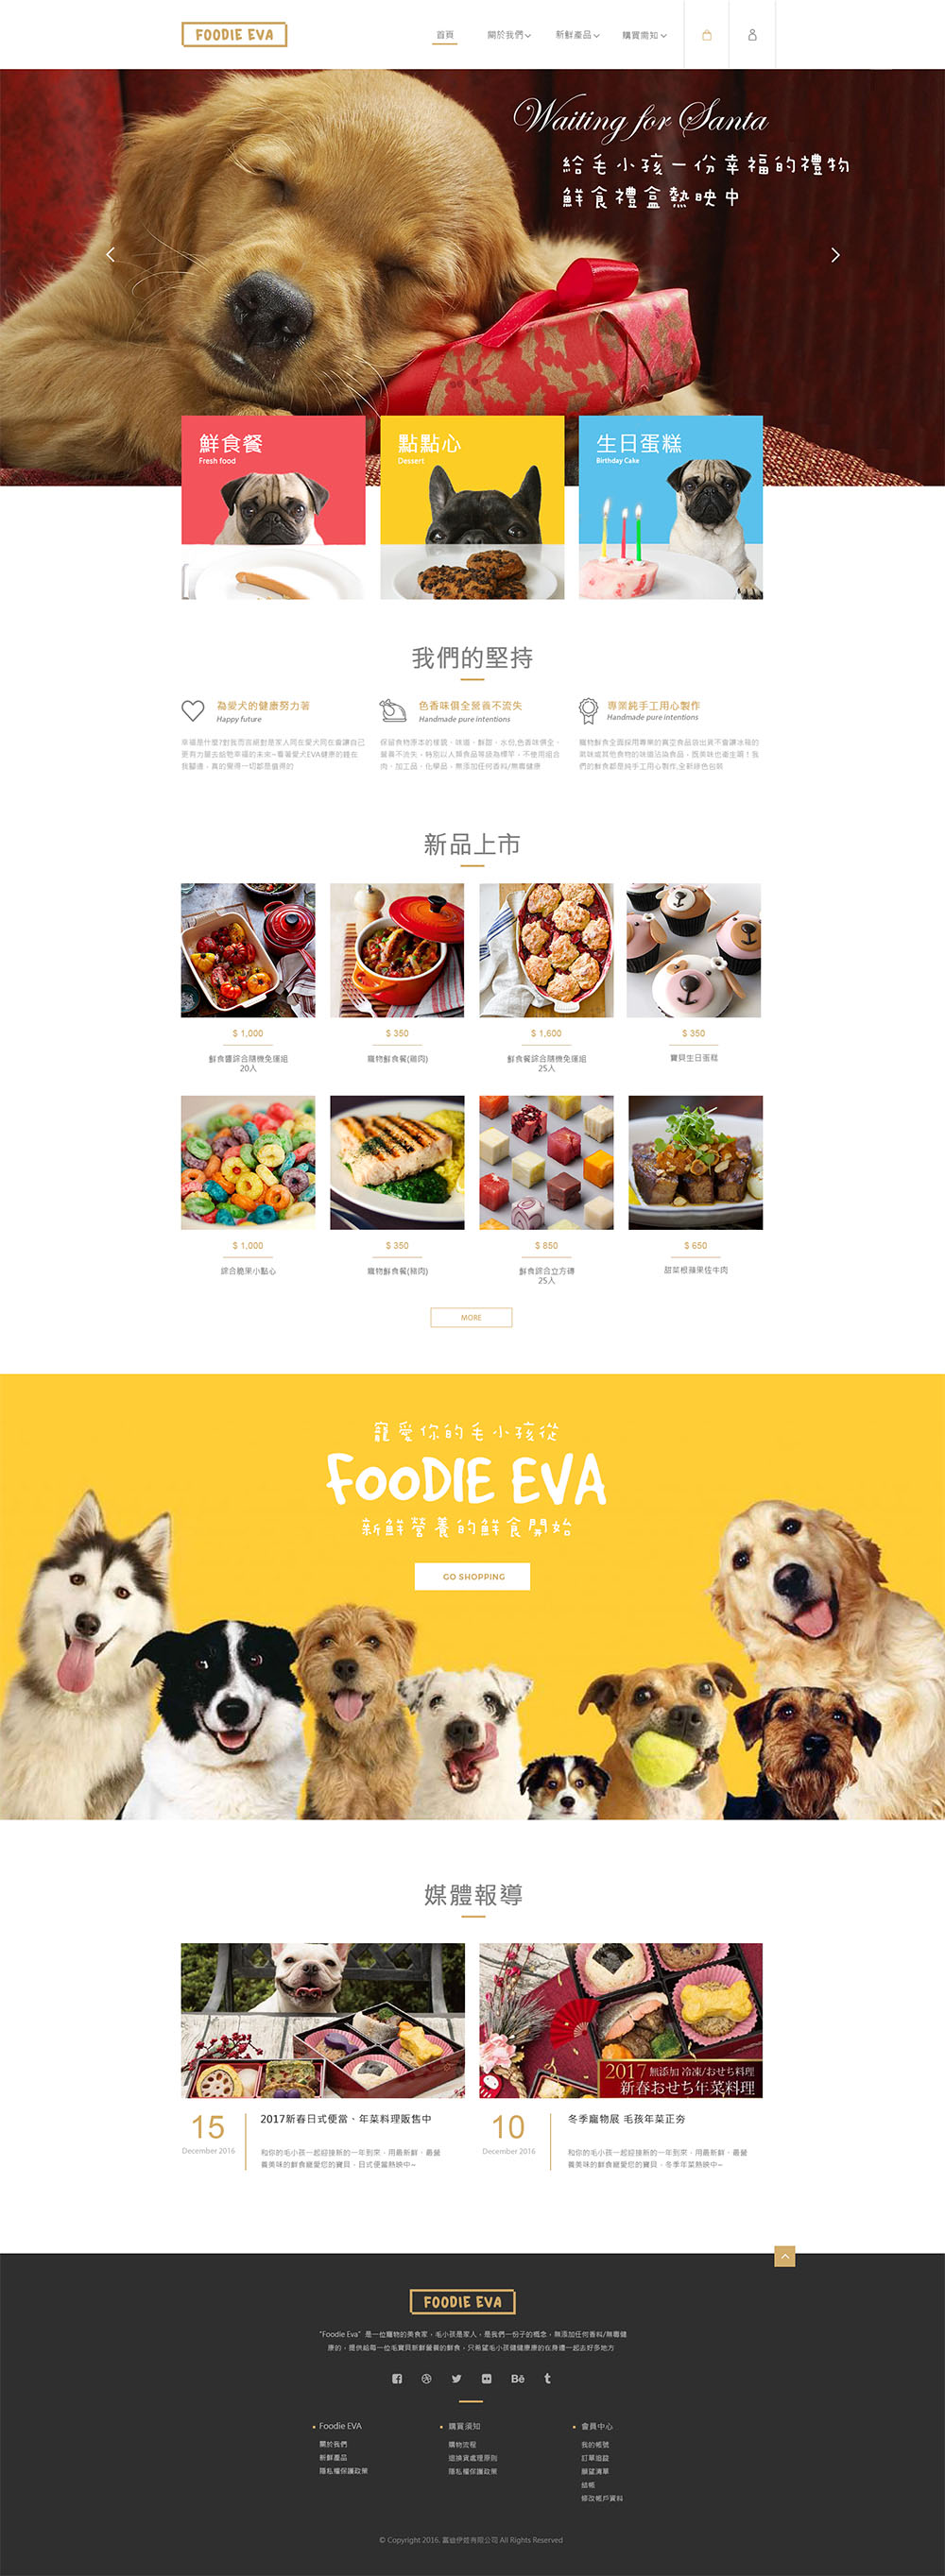 FOODIE EVA
首頁
關於我們
新鮮產品
購買需知
Waiting for Santa
給毛小孩一份幸福的禮物
鮮食禮盒熱映中
鮮食餐
Fresh food
點點心
Dessert
生日蛋糕
Birthday Cake
我們的堅持
為愛犬的健康努力著
Happy future
色香味俱全營養不流失
Handmade pure intentions
專業純手工用心製作
Handmade pure intentions
新品上市
$ 1,000
20人
$ 350
寵物鮮食餐(雞肉)
$ 1,600
鮮食餐綜合隨機免運組
25人
$ 350
寶貝生日蛋糕
$ 1,000
綜合脆果小點心
$ 350
寵物鮮食餐(豬肉)
$ 850
鮮食綜合立方磚
25人
$ 650
甜菜根蘋果佐牛肉
MORE
寵愛你的毛小孩從
FOODIE EVA
新鮮營養的鮮食開始
GO SHOPPING
媒體報導
2017 無添加 冷凍/おせち料理
新春おせち年菜料理
15
December 2016
2017新春日式便當、年菜料理販售中
和你的毛小孩一起迎接新的一年到來，用最新鮮、最營
養美味的鮮食寵愛您的寶貝，日式便當熱映中~
10
December 2016
冬季寵物展 毛孩年菜正夯
和你的毛小孩一起迎接新的一年到來，用最新鮮、最營
養美味的鮮食寵愛您的寶貝，冬季年菜熱映中~
FOODIE EVA
"Foodie Eva" 是一位寵物的美食家，毛小孩是家人，是我們一份子的概念，無添加任何香料/無毒健
康的，提供給每一位毛寶貝新鮮營養的鮮食，只希望毛小孩健健康康的在身邊一起去好多地方
Bē
t
Foodie EVA
關於我們
新鮮產品
隱私權保護政策
購買須知
購物流程
退換貨處理原則
隱私權保護政策
會員中心
我的帳號
訂單追蹤
願望清單
結帳
修改帳戶資料
© Copyright 2016. 富迪伊娃有限公司 All Rights Reserved